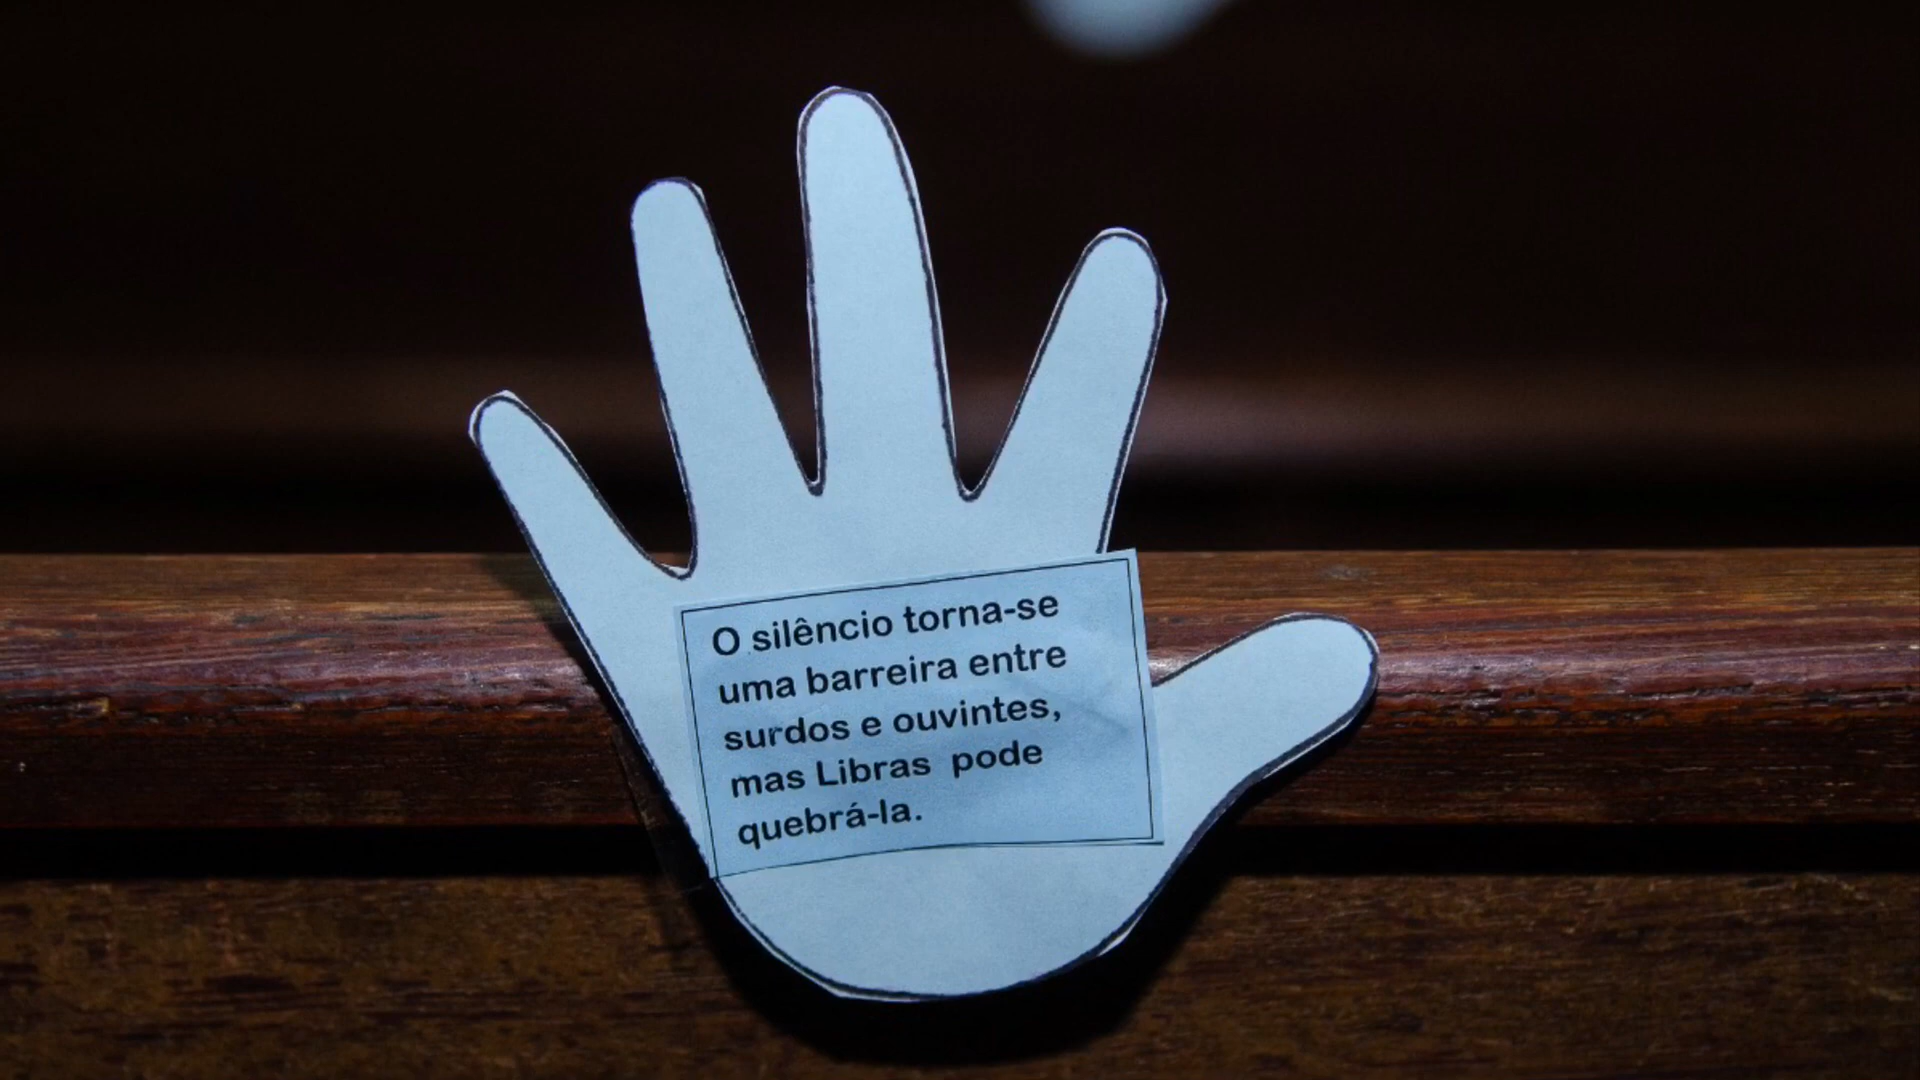 O silêncio torna-se
uma barreira entre
surdos e ouvintes,
mas Libras pode
quebrá-la.